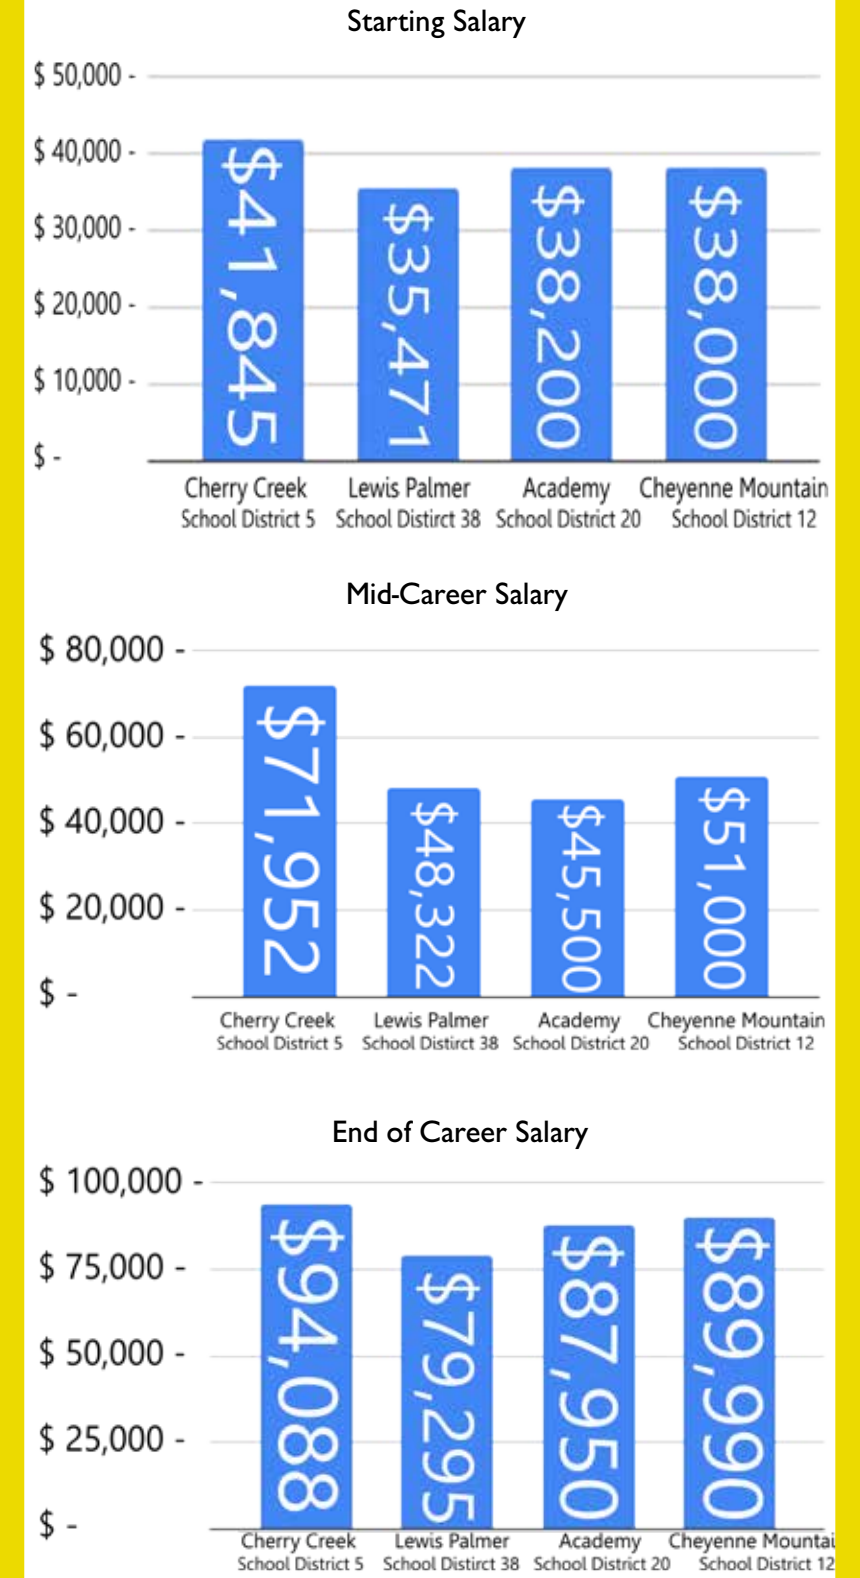 Starting Salary
$ 50,000 -
$ 40,000 -
$ 30,000 -
$ 20,000 -
$ 10,000 -
$ -
$41,845
$35,471
$38,200
$38,000
Cherry Creek Lewis Palmer Academy Cheyenne Mountain
School District 5 School Distirct 38 School District 20 School District 12
Mid-Career Salary
$ 80,000 -
$ 60,000 -
$ 40,000 -
$ 20,000 -
$ -
$71,952
$48,322
$45,500
$51,000
Cherry Creek Lewis Palmer Academy Cheyenne Mountain
School District 5 School Distirct 38 School District 20 School District 12
End of Career Salary
$ 100,000 -
$ 75,000 -
$ 50,000 -
$ 25,000 -
$ -
$94,088
$79,295
$87,950
$89,990
Cherry Creek Lewis Palmer Academy Cheyenne Mountai
School District 5 School Distirct 38 School District 20 School District 12